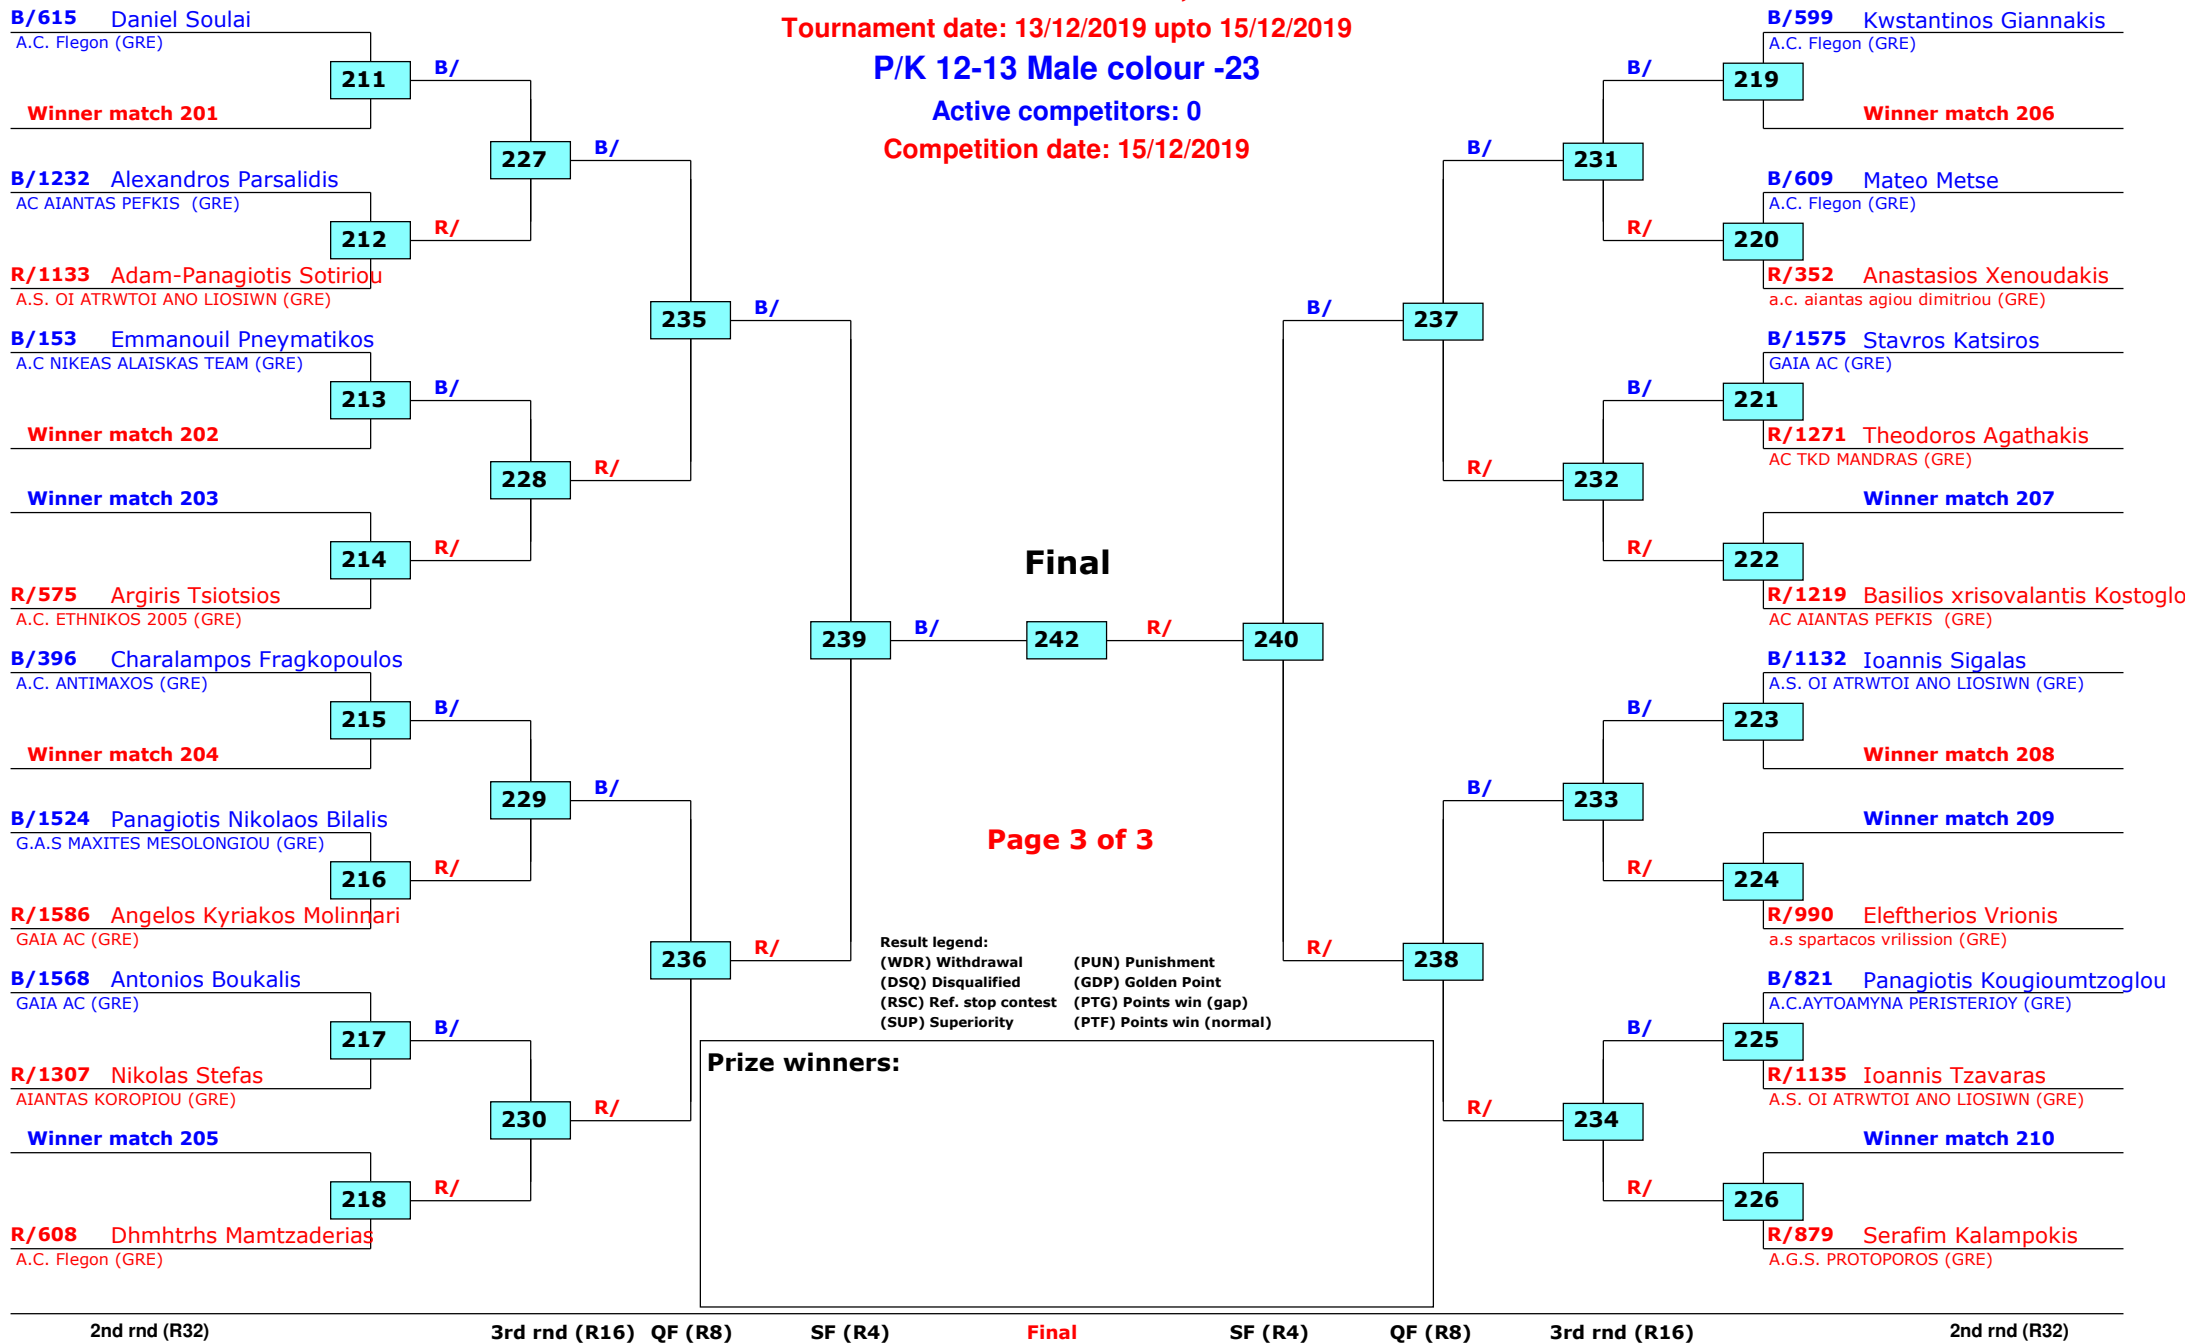 Tournament date: 13/12/2019 upto 15/12/2019
P/K 12-13 Male colour -23
Active competitors: 0
Competition date: 15/12/2019
B/615 Daniel Soulai
A.C. Flegon (GRE)
211
B/
Winner match 201
227
B/
B/1232 Alexandros Parsalidis
AC AIANTAS PEFKIS (GRE)
212
R/
R/1133 Adam-Panagiotis Sotiriou
A.S. OI ATRWTOI ANO LIOSIWN (GRE)
235
B/
B/153 Emmanouil Pneymatikos
A.C NIKEAS ALAISKAS TEAM (GRE)
213
B/
Winner match 202
228
R/
Winner match 203
214
R/
R/575 Argiris Tsiotsios
A.C. ETHNIKOS 2005 (GRE)
239
B/
B/396 Charalampos Fragkopoulos
A.C. ANTIMAXOS (GRE)
215
B/
Winner match 204
229
B/
B/1524 Panagiotis Nikolaos Bilalis
G.A.S MAXITES MESOLONGIOU (GRE)
216
R/
R/1586 Angelos Kyriakos Molinnari
GAIA AC (GRE)
236
R/
B/1568 Antonios Boukalis
GAIA AC (GRE)
217
B/
R/1307 Nikolas Stefas
AIANTAS KOROPIOU (GRE)
230
R/
Winner match 205
218
R/
R/608 Dhmhtrhs Mamtzaderias
A.C. Flegon (GRE)
Final
242
R/
240
Page 3 of 3
B/599 Kwstantinos Giannakis
A.C. Flegon (GRE)
B/
219
Winner match 206
B/
231
B/609 Mateo Metse
A.C. Flegon (GRE)
R/
220
R/352 Anastasios Xenoudakis
a.c. aiantas agiou dimitriou (GRE)
B/
237
B/1575 Stavros Katsiros
GAIA AC (GRE)
B/
221
R/1271 Theodoros Agathakis
AC TKD MANDRAS (GRE)
R/
232
Winner match 207
R/
222
R/1219 Basilios xrisovalantis Kostoglo
AC AIANTAS PEFKIS (GRE)
B/1132 Ioannis Sigalas
A.S. OI ATRWTOI ANO LIOSIWN (GRE)
B/
223
Winner match 208
B/
233
Winner match 209
R/
224
R/990 Eleftherios Vrionis
a.s spartacos vrilission (GRE)
R/
238
B/821 Panagiotis Kougioumtzoglou
A.C.AYTOAMYNA PERISTERIOY (GRE)
B/
225
R/1135 Ioannis Tzavaras
A.S. OI ATRWTOI ANO LIOSIWN (GRE)
R/
234
Winner match 210
R/
226
R/879 Serafim Kalampokis
A.G.S. PROTOPOROS (GRE)
Result legend:
(WDR) Withdrawal (PUN) Punishment
(DSQ) Disqualified (GDP) Golden Point
(RSC) Ref. stop contest (PTG) Points win (gap)
(SUP) Superiority (PTF) Points win (normal)
Prize winners:
2nd rnd (R32) 3rd rnd (R16) QF (R8) SF (R4) Final SF (R4) QF (R8) 3rd rnd (R16) 2nd rnd (R32)